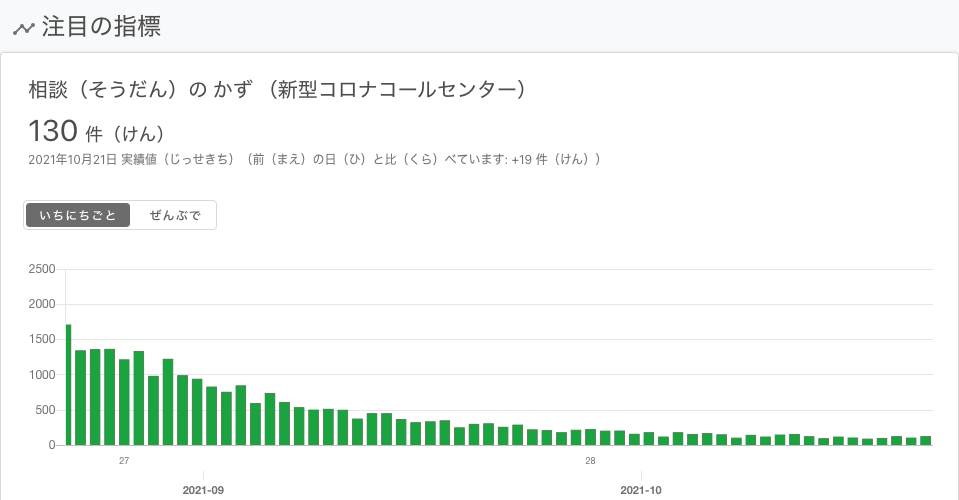 注目の指標
相談（そうだん）の かず （新型コロナコールセンター）
130 件（けん）
2021年10月21日 実績値（じっせきち）（前（まえ）の日（ひ）と比（くら）べています: +19 件（けん））
いちにちごと ぜんぶで
2500
2000
1500
1000
500
0
27 28
2021-09 2021-10